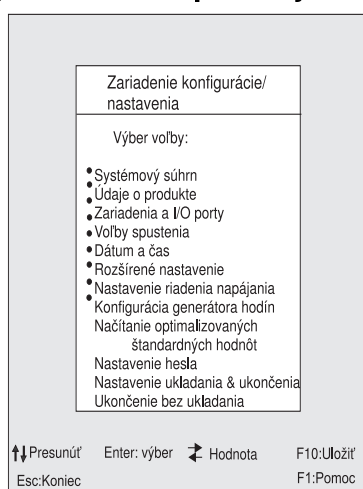 Zariadenie konfigurácie/
nastavenia
Výber voľby:
Systémový súhrn
Údaje o produkte
Zariadenia a I/O porty
Voľby spustenia
Dátum a čas
Rozšírené nastavenie
Nastavenie riadenia napájania
Konfigurácia generátora hodín
Načítanie optimalizovaných
štandardných hodnôt
Nastavenie hesla
Nastavenie ukladania & ukončenia
Ukončenie bez ukladania
Presunúť Enter: výber Hodnota F10:Uložiť
Esc:Koniec F1:Pomoc